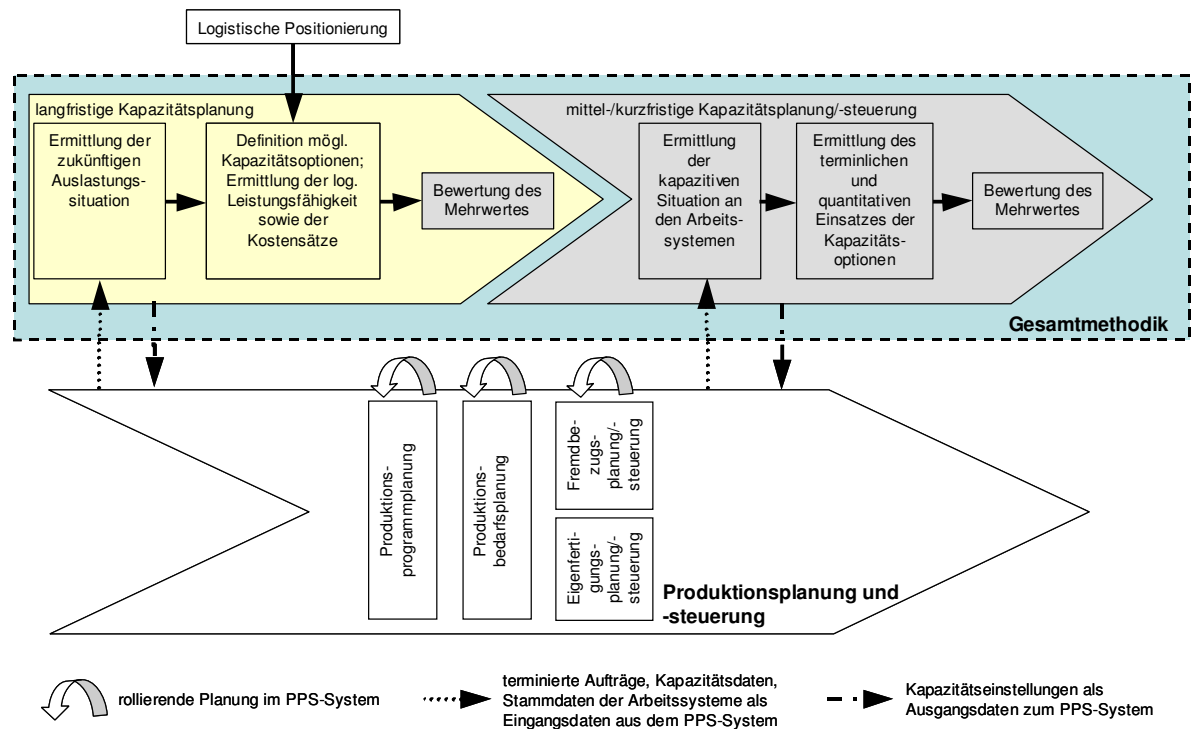 Logistische Positionierung
langfristige Kapazitätsplanung
Ermittlung der
zukünftigen
Auslastungs-
situation
Definition mögl.
Kapazitätsoptionen;
Ermittlung der log.
Leistungsfähigkeit
sowie der
Kostensätze
Bewertung des
Mehrwertes
mittel-/kurzfristige Kapazitätsplanung/-steuerung
Ermittlung
der
kapazitiven
Situation an
den Arbeits-
systemen
Ermittlung des
terminlichen
und
quantitativen
Einsatzes der
Kapazitäts-
optionen
Bewertung des
Mehrwertes
Gesamtmethodik
Produktions-
programmplanung
Produktions-
bedarfsplanung
Fremdbe-
zugs-
planung/-
steuerung
Eigenferti-
gungs-
planung/-
steuerung
Produktionsplanung und
-steuerung
rollierende Planung im PPS-System
terminierte Aufträge, Kapazitätsdaten,
Stammdaten der Arbeitssysteme als
Eingangsdaten aus dem PPS-System
Kapazitätseinstellungen als
Ausgangsdaten zum PPS-System